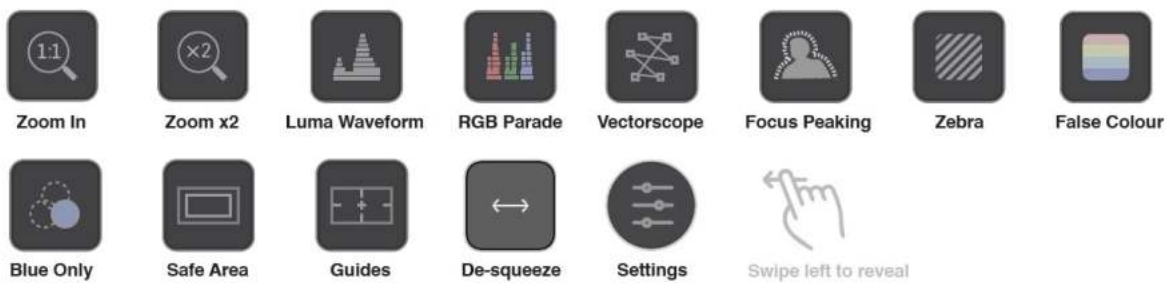 1:1
×2
Zoom In
Zoom x2
Luma Waveform
RGB Parade
Vectorscope
Focus Peaking
Zebra
False Colour
Blue Only
Safe Area
Guides
De-squeeze
Settings
Swipe left to reveal